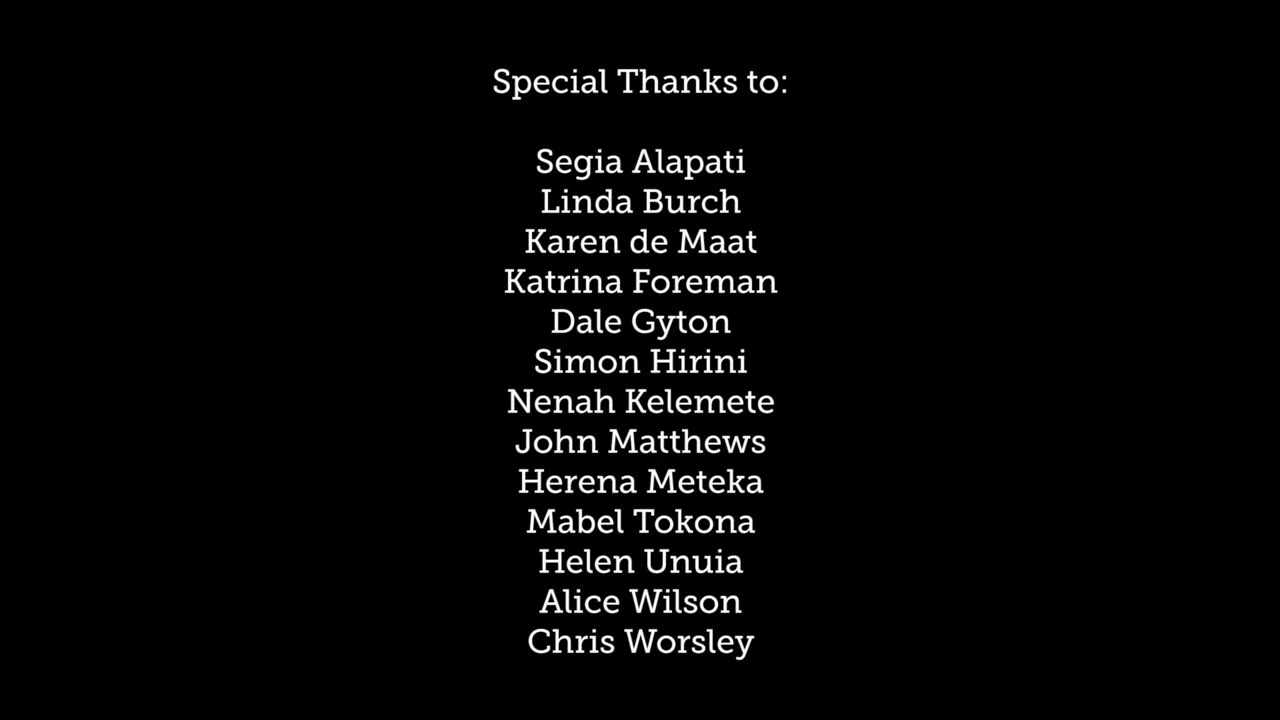 Special Thanks to:
Segia Alapati
Linda Burch
Karen de Maat
Katrina Foreman
Dale Gyton
Simon Hirini
Nenah Kelemete
John Matthews
Herena Meteka
Mabel Tokona
Helen Unuia
Alice Wilson
Chris Worsley